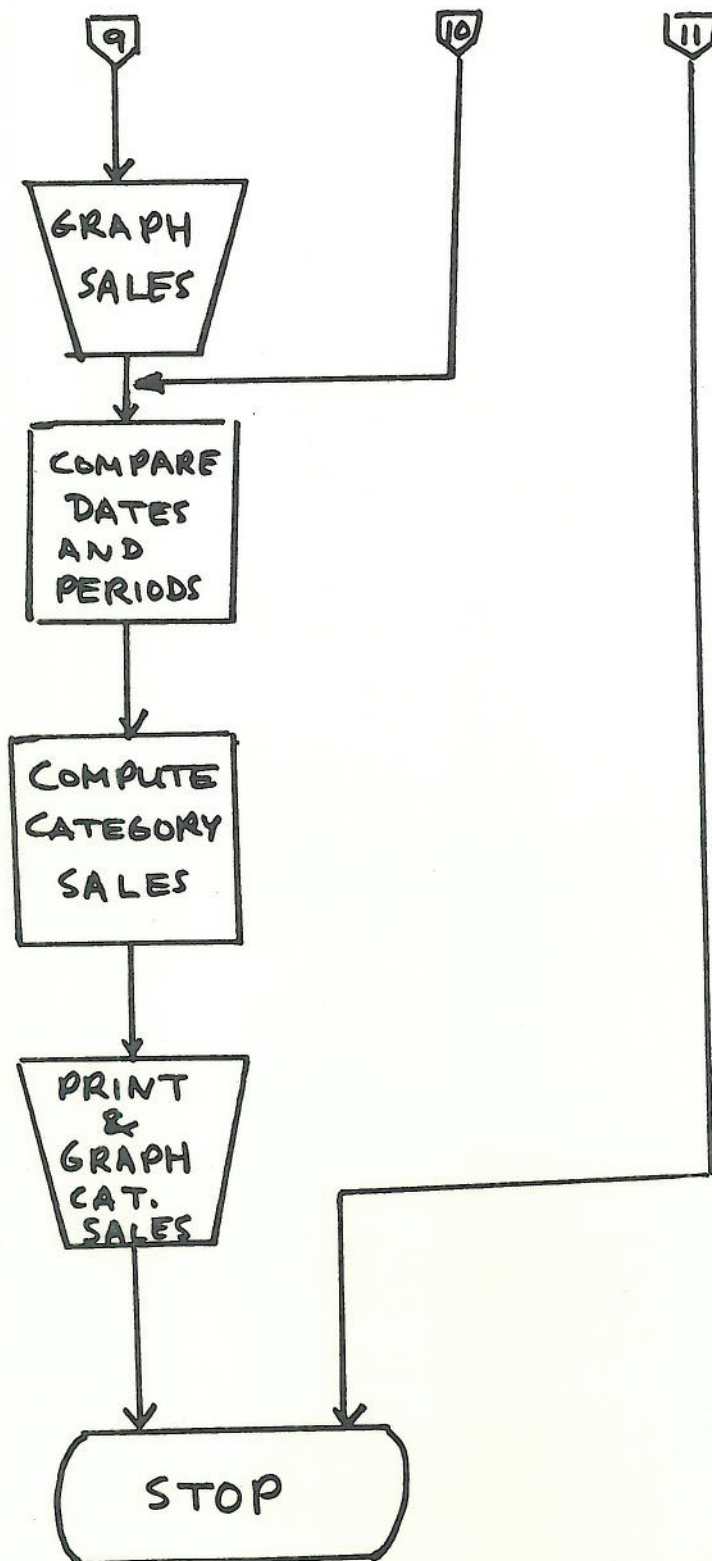 9
10
11
GRAPH
SALES
COMPARE
DATES
AND
PERIODS
COMPUTE
CATEGORY
SALES
PRINT
&
GRAPH
CAT.
SALES
STOP